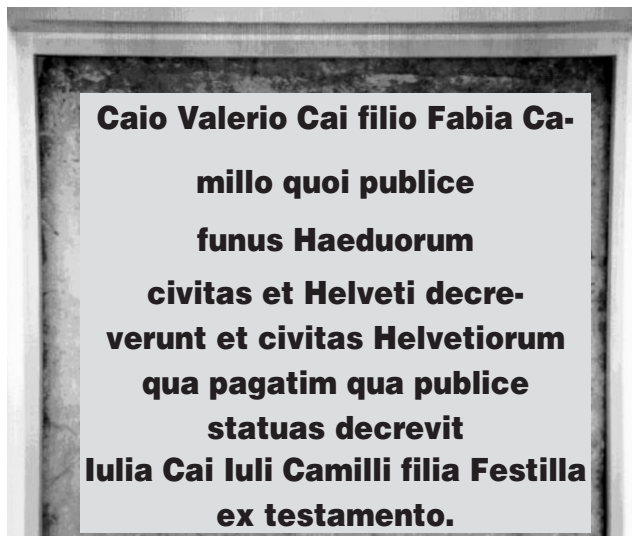 Caio Valerio Cai filio Fabia Ca-
millo quoi publice
funus Haeduorum
civitas et Helveti decre-
verunt et civitas Helvetiorum
qua pagatim qua publice
statuas decrevit
Iulia Cai Iuli Camilli filia Festilla
ex testamento.